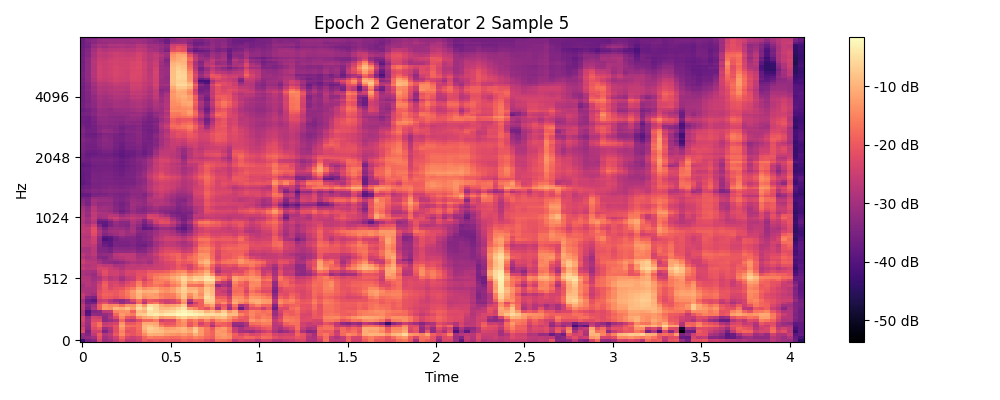 Epoch 2 Generator 2 Sample 5
Hz
4096
2048
1024
512
0
0 0.5 1 1.5 2 2.5 3 3.5 4
Time
-10 dB
-20 dB
-30 dB
-40 dB
-50 dB